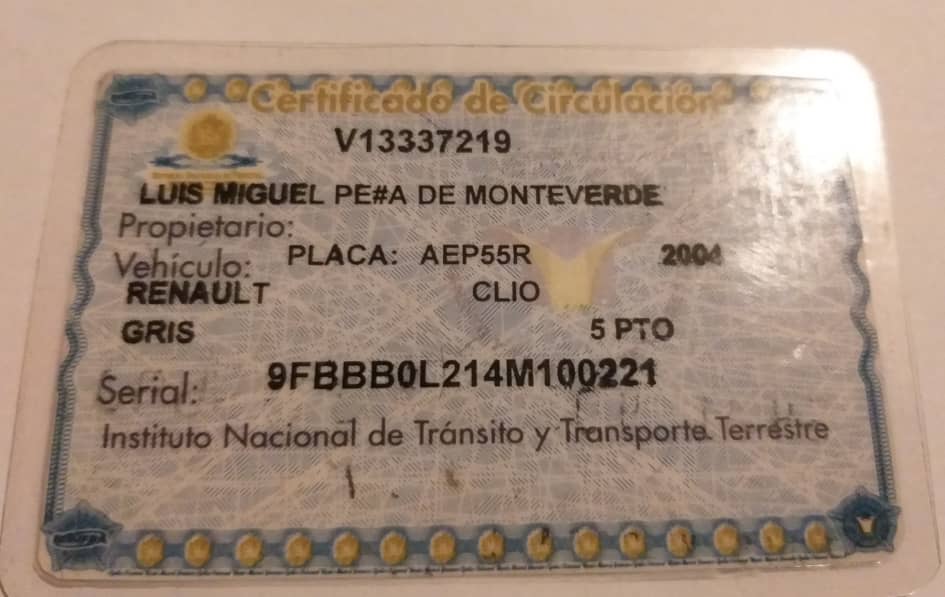 Certificado de Circulación
V13337219
LUIS MIGUEL PE#A DE MONTEVERDE
Propietario:
Vehículo: PLACA: AEP55R 2004
RENAULT CLIO
GRIS 5 PTO
Serial: 9FBBB0L214M100221
Instituto Nacional de Tránsito y Transporte Terrestre